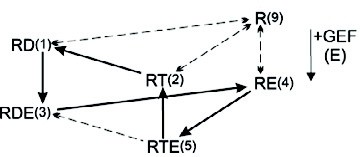 R(9)
RD(1)
+GEF
(E)
RT(2)
RE(4)
RDE(3)
RTE(5)